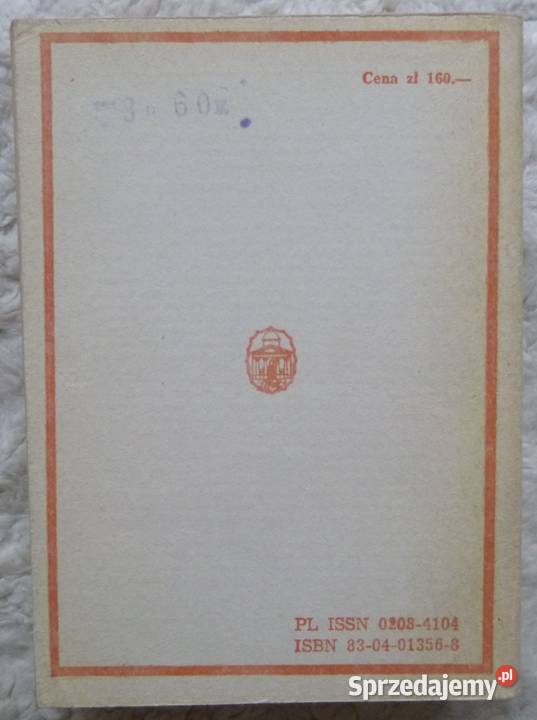 Cena zł 160.—
PL ISSN 0208-4104
ISBN 83-04-01356-8
Sprzedajemy.pl